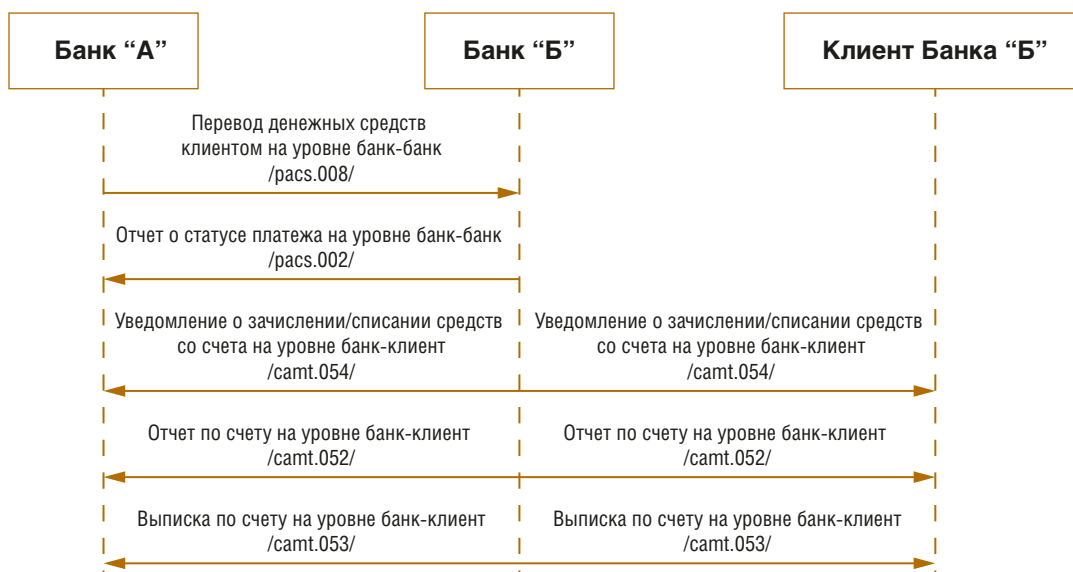 Банк “А”
Банк “Б”
Клиент Банка “Б”
Перевод денежных средств
клиентом на уровне банк-банк
/pacs.008/
Отчет о статусе платежа на уровне банк-банк
/pacs.002/
Уведомление о зачислении/списании средств
со счета на уровне банк-клиент
/camt.054/
Уведомление о зачислении/списании средств
со счета на уровне банк-клиент
/camt.054/
Отчет по счету на уровне банк-клиент
/camt.052/
Отчет по счету на уровне банк-клиент
/camt.052/
Выписка по счету на уровне банк-клиент
/camt.053/
Выписка по счету на уровне банк-клиент
/camt.053/